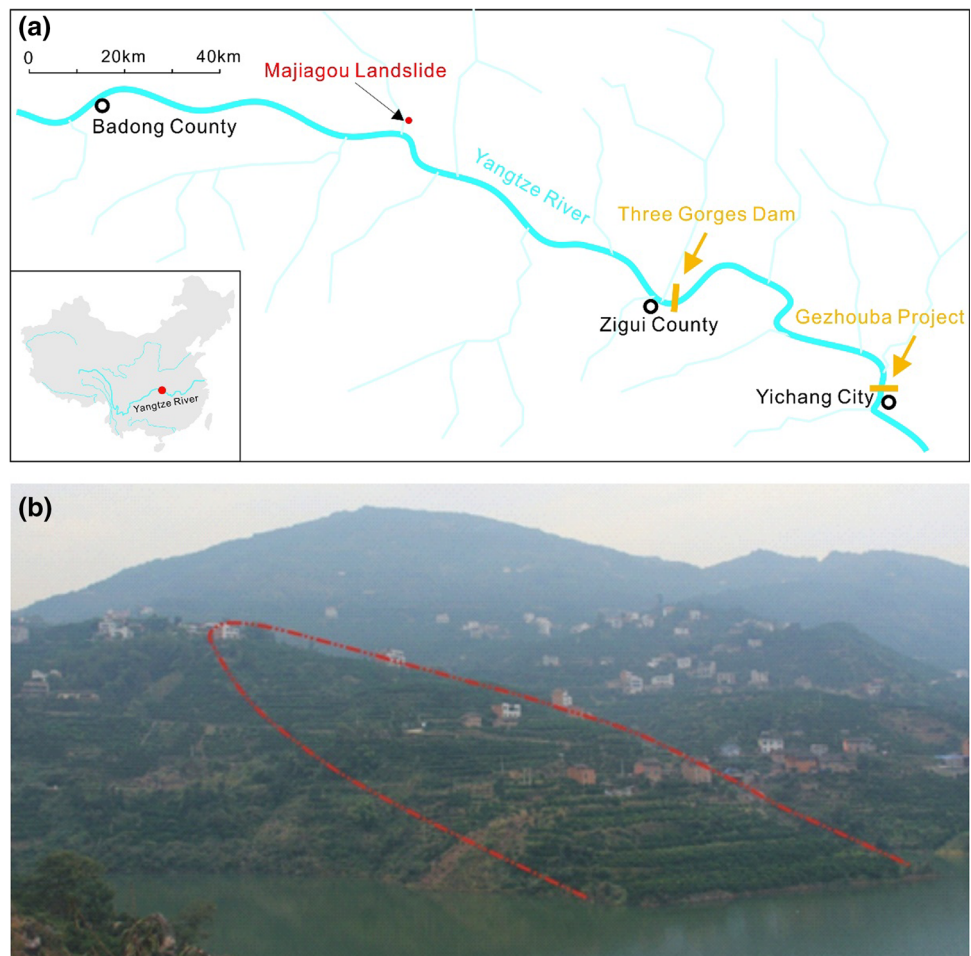 (a)
0 20km 40km
Majiagou Landslide
Badong County
Yangtze River
Three Gorges Dam
Zigui County
Gezhouba Project
Yichang City
Yangtze River
(b)